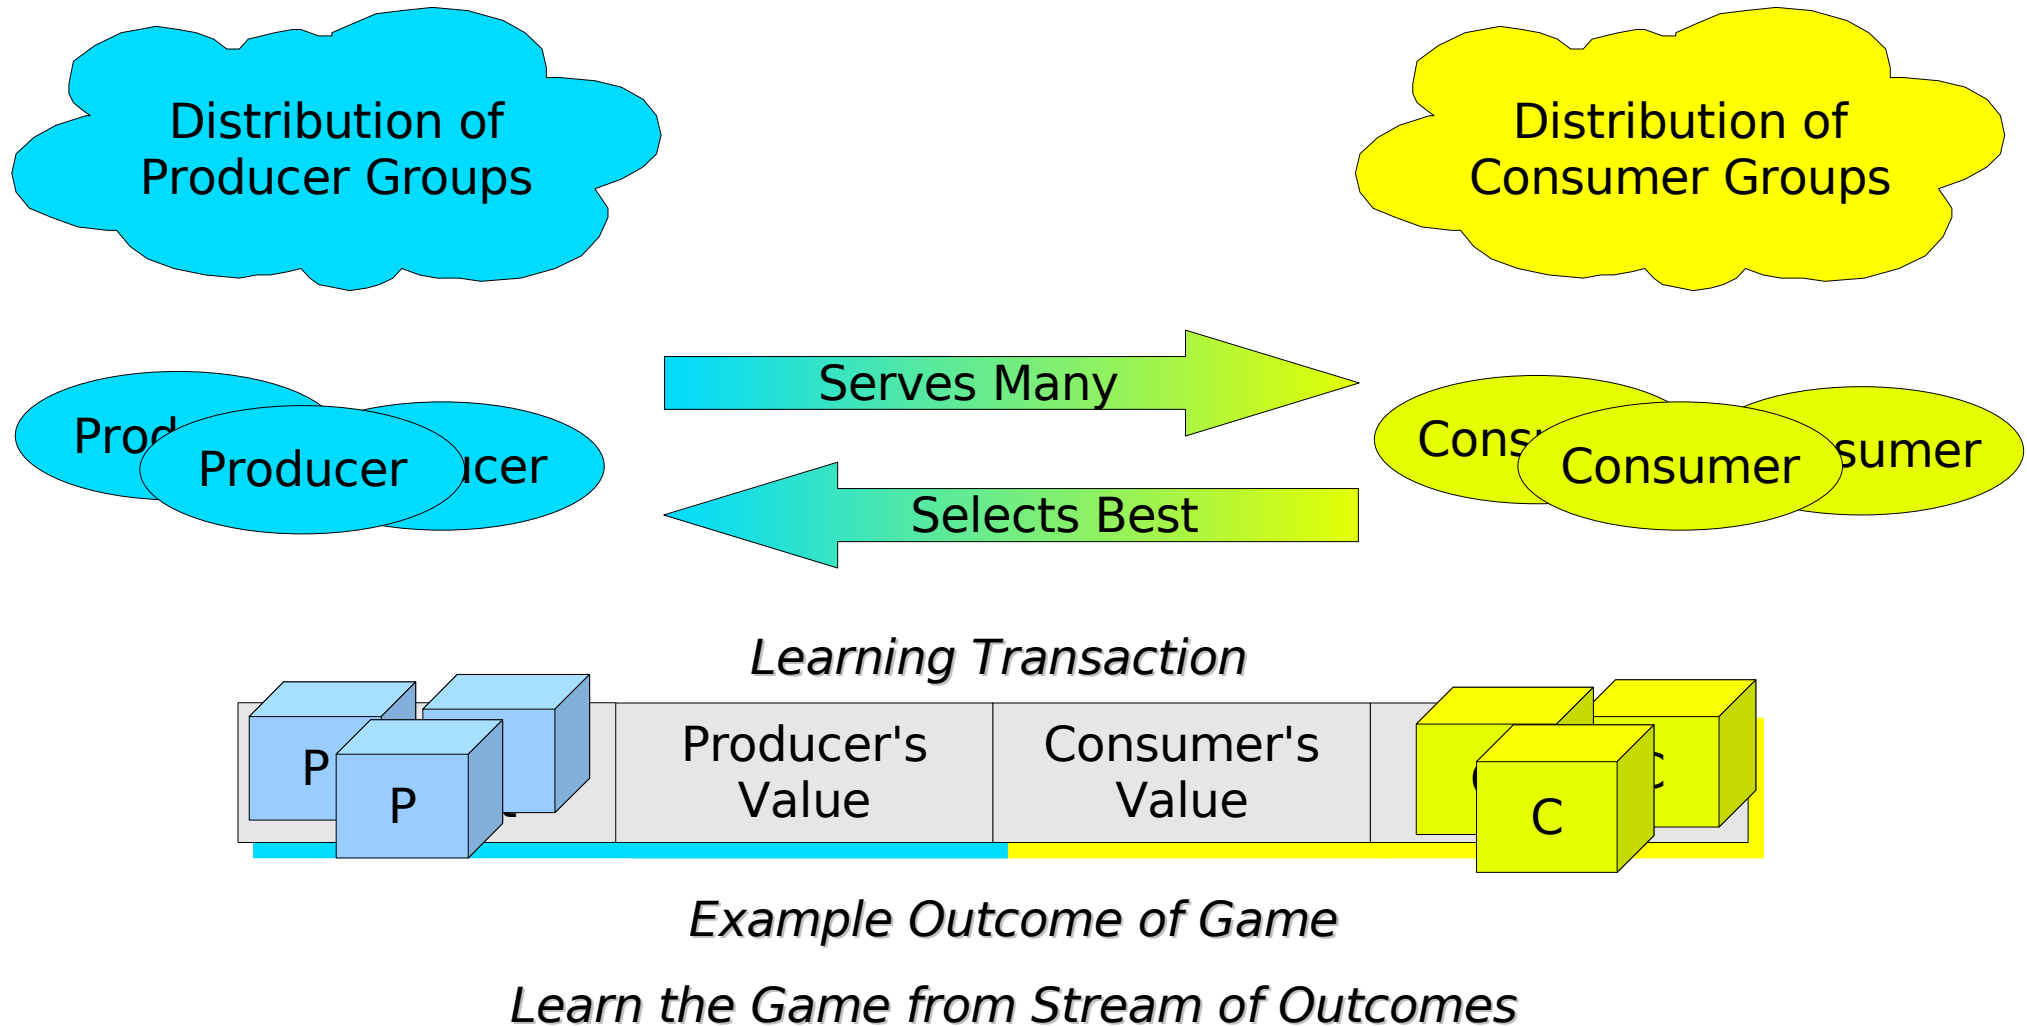 Distribution of
Producer Groups
Distribution of
Consumer Groups
Serves Many
Producer
Selects Best
Consumer
Learning Transaction
P
P
Producer's
Value
Consumer's
Value
C
Example Outcome of Game
Learn the Game from Stream of Outcomes